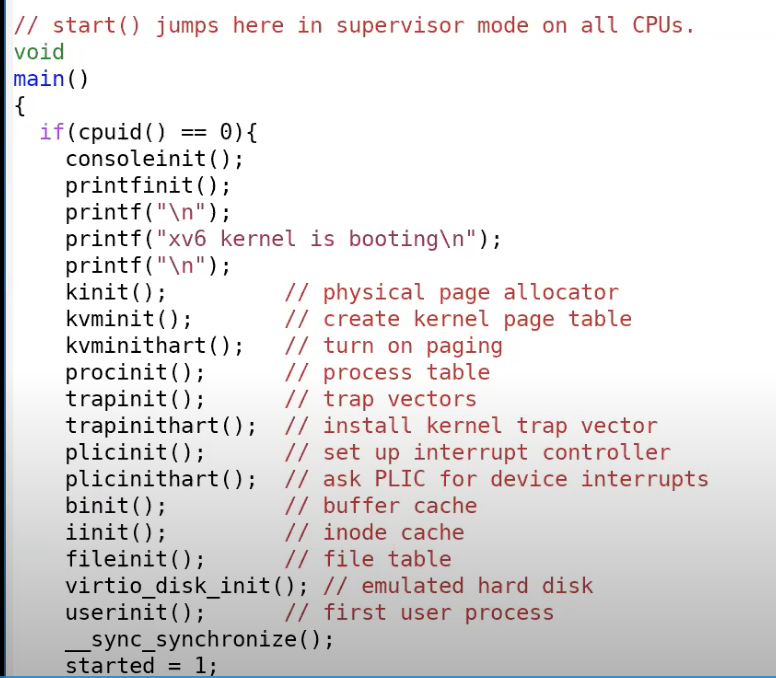 // start() jumps here in supervisor mode on all CPUs.
void
main()
{
  if(cpuid() == 0){
    consoleinit();
    printfinit();
    printf("\n");
    printf("xv6 kernel is booting\n");
    printf("\n");
    kinit();         // physical page allocator
    kvminit();       // create kernel page table
    kvminithart();   // turn on paging
    procinit();      // process table
    trapinit();      // trap vectors
    trapinithart();  // install kernel trap vector
    plicinit();      // set up interrupt controller
    plicinithart();  // ask PLIC for device interrupts
    binit();         // buffer cache
    iinit();         // inode cache
    fileinit();      // file table
    virtio_disk_init(); // emulated hard disk
    userinit();      // first user process
    __sync_synchronize();
    started = 1;